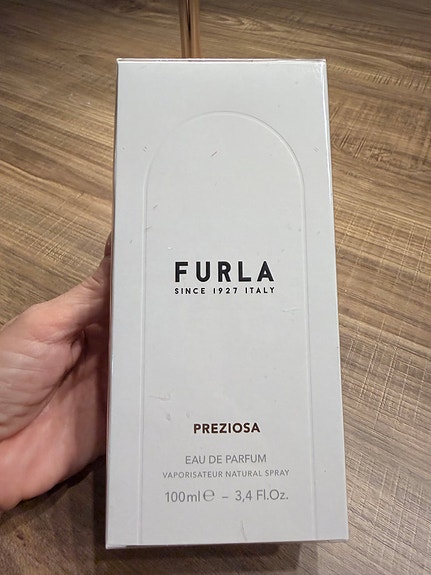 FURLA
SINCE 1927 ITALY
PREZIOSA
EAU DE PARFUM
VAPORISATEUR NATURAL SPRAY
100ml ℮ – 3,4 Fl.Oz.